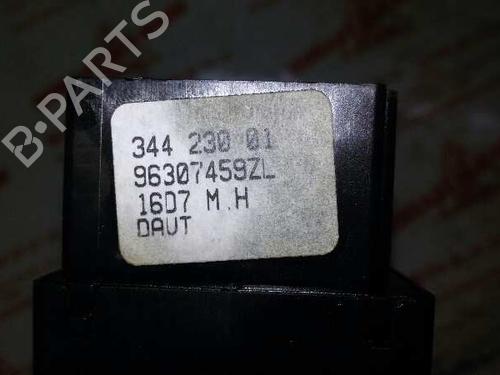 B-PARTS
344 230 01
96307459ZL
16D7 M.H
DAUT